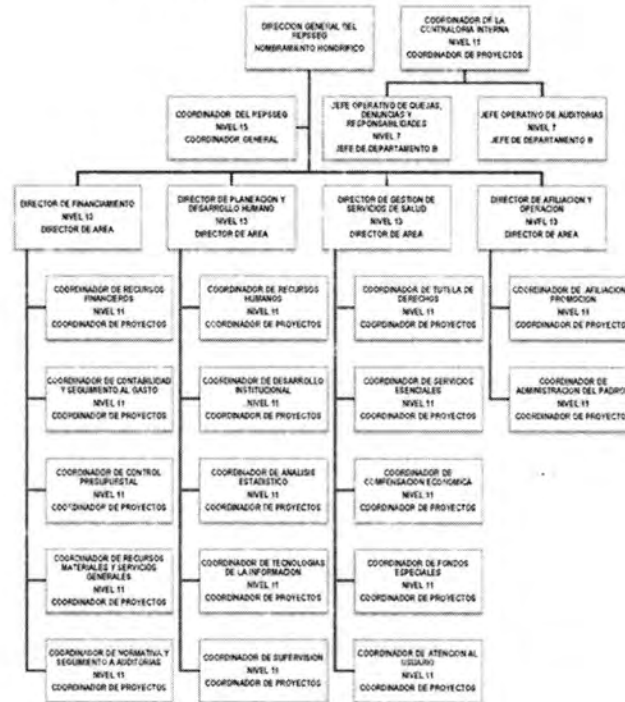 DIRECCION GENERAL DEL
REPSSEG
NOMBRAMIENTO HONORIFICO
COORDINADOR DE LA
CONTRALORIA INTERNA
NIVEL 11
COORDINADOR DE PROYECTOS
COORDINADOR DEL REPSSEG
NIVEL 15
COORDINADOR GENERAL
JEFE OPERATIVO DE QUEJAS,
DENUNCIAS Y
RESPONSABILIDADES
NIVEL 7
JEFE DE DEPARTAMENTO B
JEFE OPERATIVO DE AUDITORIAS
NIVEL 7
JEFE DE DEPARTAMENTO B
DIRECTOR DE FINANCIAMIENTO
NIVEL 13
DIRECTOR DE AREA
DIRECTOR DE PLANEACION Y
DESARROLLO HUMANO
NIVEL 13
DIRECTOR DE AREA
DIRECTOR DE GESTION DE
SERVICIOS DE SALUD
NIVEL 13
DIRECTOR DE AREA
DIRECTOR DE AFILIACION Y
OPERACION
NIVEL 13
DIRECTOR DE AREA
COORDINADOR DE RECURSOS
FINANCIEROS
NIVEL 11
COORDINADOR DE PROYECTOS
COORDINADOR DE RECURSOS
HUMANOS
NIVEL 11
COORDINADOR DE PROYECTOS
COORDINADOR DE TUTELA DE
DERECHOS
NIVEL 11
COORDINADOR DE PROYECTOS
COORDINADOR DE AFILIACION
PROMOCION
NIVEL 11
COORDINADOR DE PROYECTO
COORDINADOR DE CONTABILIDAD
Y SEGUIMIENTO AL GASTO
NIVEL 11
COORDINADOR DE PROYECTOS
COORDINADOR DE DESARROLLO
INSTITUCIONAL
NIVEL 11
COORDINADOR DE PROYECTOS
COORDINADOR DE SERVICIOS
ESENCIALES
NIVEL 11
COORDINADOR DE PROYECTOS
COORDINADOR DE
ADMINISTRACION DEL PADRO
NIVEL 11
COORDINADOR DE PROYECTO
COORDINADOR DE CONTROL
PRESUPUESTAL
NIVEL 11
COORDINADOR DE PROYECTOS
COORDINADOR DE ANALISIS
ESTADISTICO
NIVEL 11
COORDINADOR DE PROYECTOS
COORDINADOR DE
COMPENSACION ECONOMICA
NIVEL 11
COORDINADOR DE PROYECTOS
COORDINADOR DE RECURSOS
MATERIALES Y SERVICIOS
GENERALES
NIVEL 11
COORDINADOR DE PROYECTOS
COORDINADOR DE TECNOLOGIAS
DE LA INFORMACION
NIVEL 11
COORDINADOR DE PROYECTOS
COORDINADOR DE FONDOS
ESPECIALES
NIVEL 11
COORDINADOR DE PROYECTOS
COORDINADOR DE NORMATIVA Y
SEGUIMIENTO A AUDITORIAS
NIVEL 11
COORDINADOR DE PROYECTOS
COORDINADOR DE SUPERVISION
NIVEL 11
COORDINADOR DE PROYECTOS
COORDINADOR DE ATENCION AL
USUARIO
NIVEL 11
COORDINADOR DE PROYECTOS